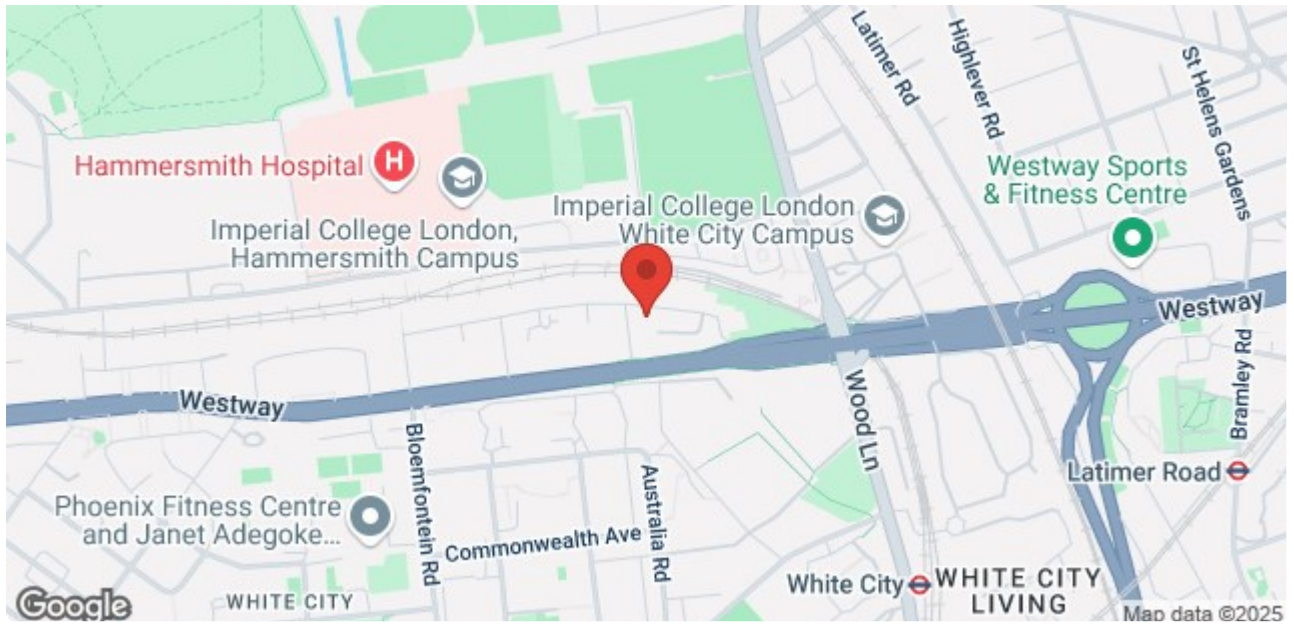 Latimer Rd
Highlever Rd
St Helens Gardens
Hammersmith Hospital
H
Westway Sports
& Fitness Centre
Imperial College London,
Hammersmith Campus
Imperial College London
White City Campus
Westway
Bramley Rd
Westway
Wood Ln
Bloemfontein Rd
Latimer Road
Australia Rd
Phoenix Fitness Centre
and Janet Adegoke...
Commonwealth Ave
White City
WHITE CITY
LIVING
WHITE CITY
Google
Map data ©2025